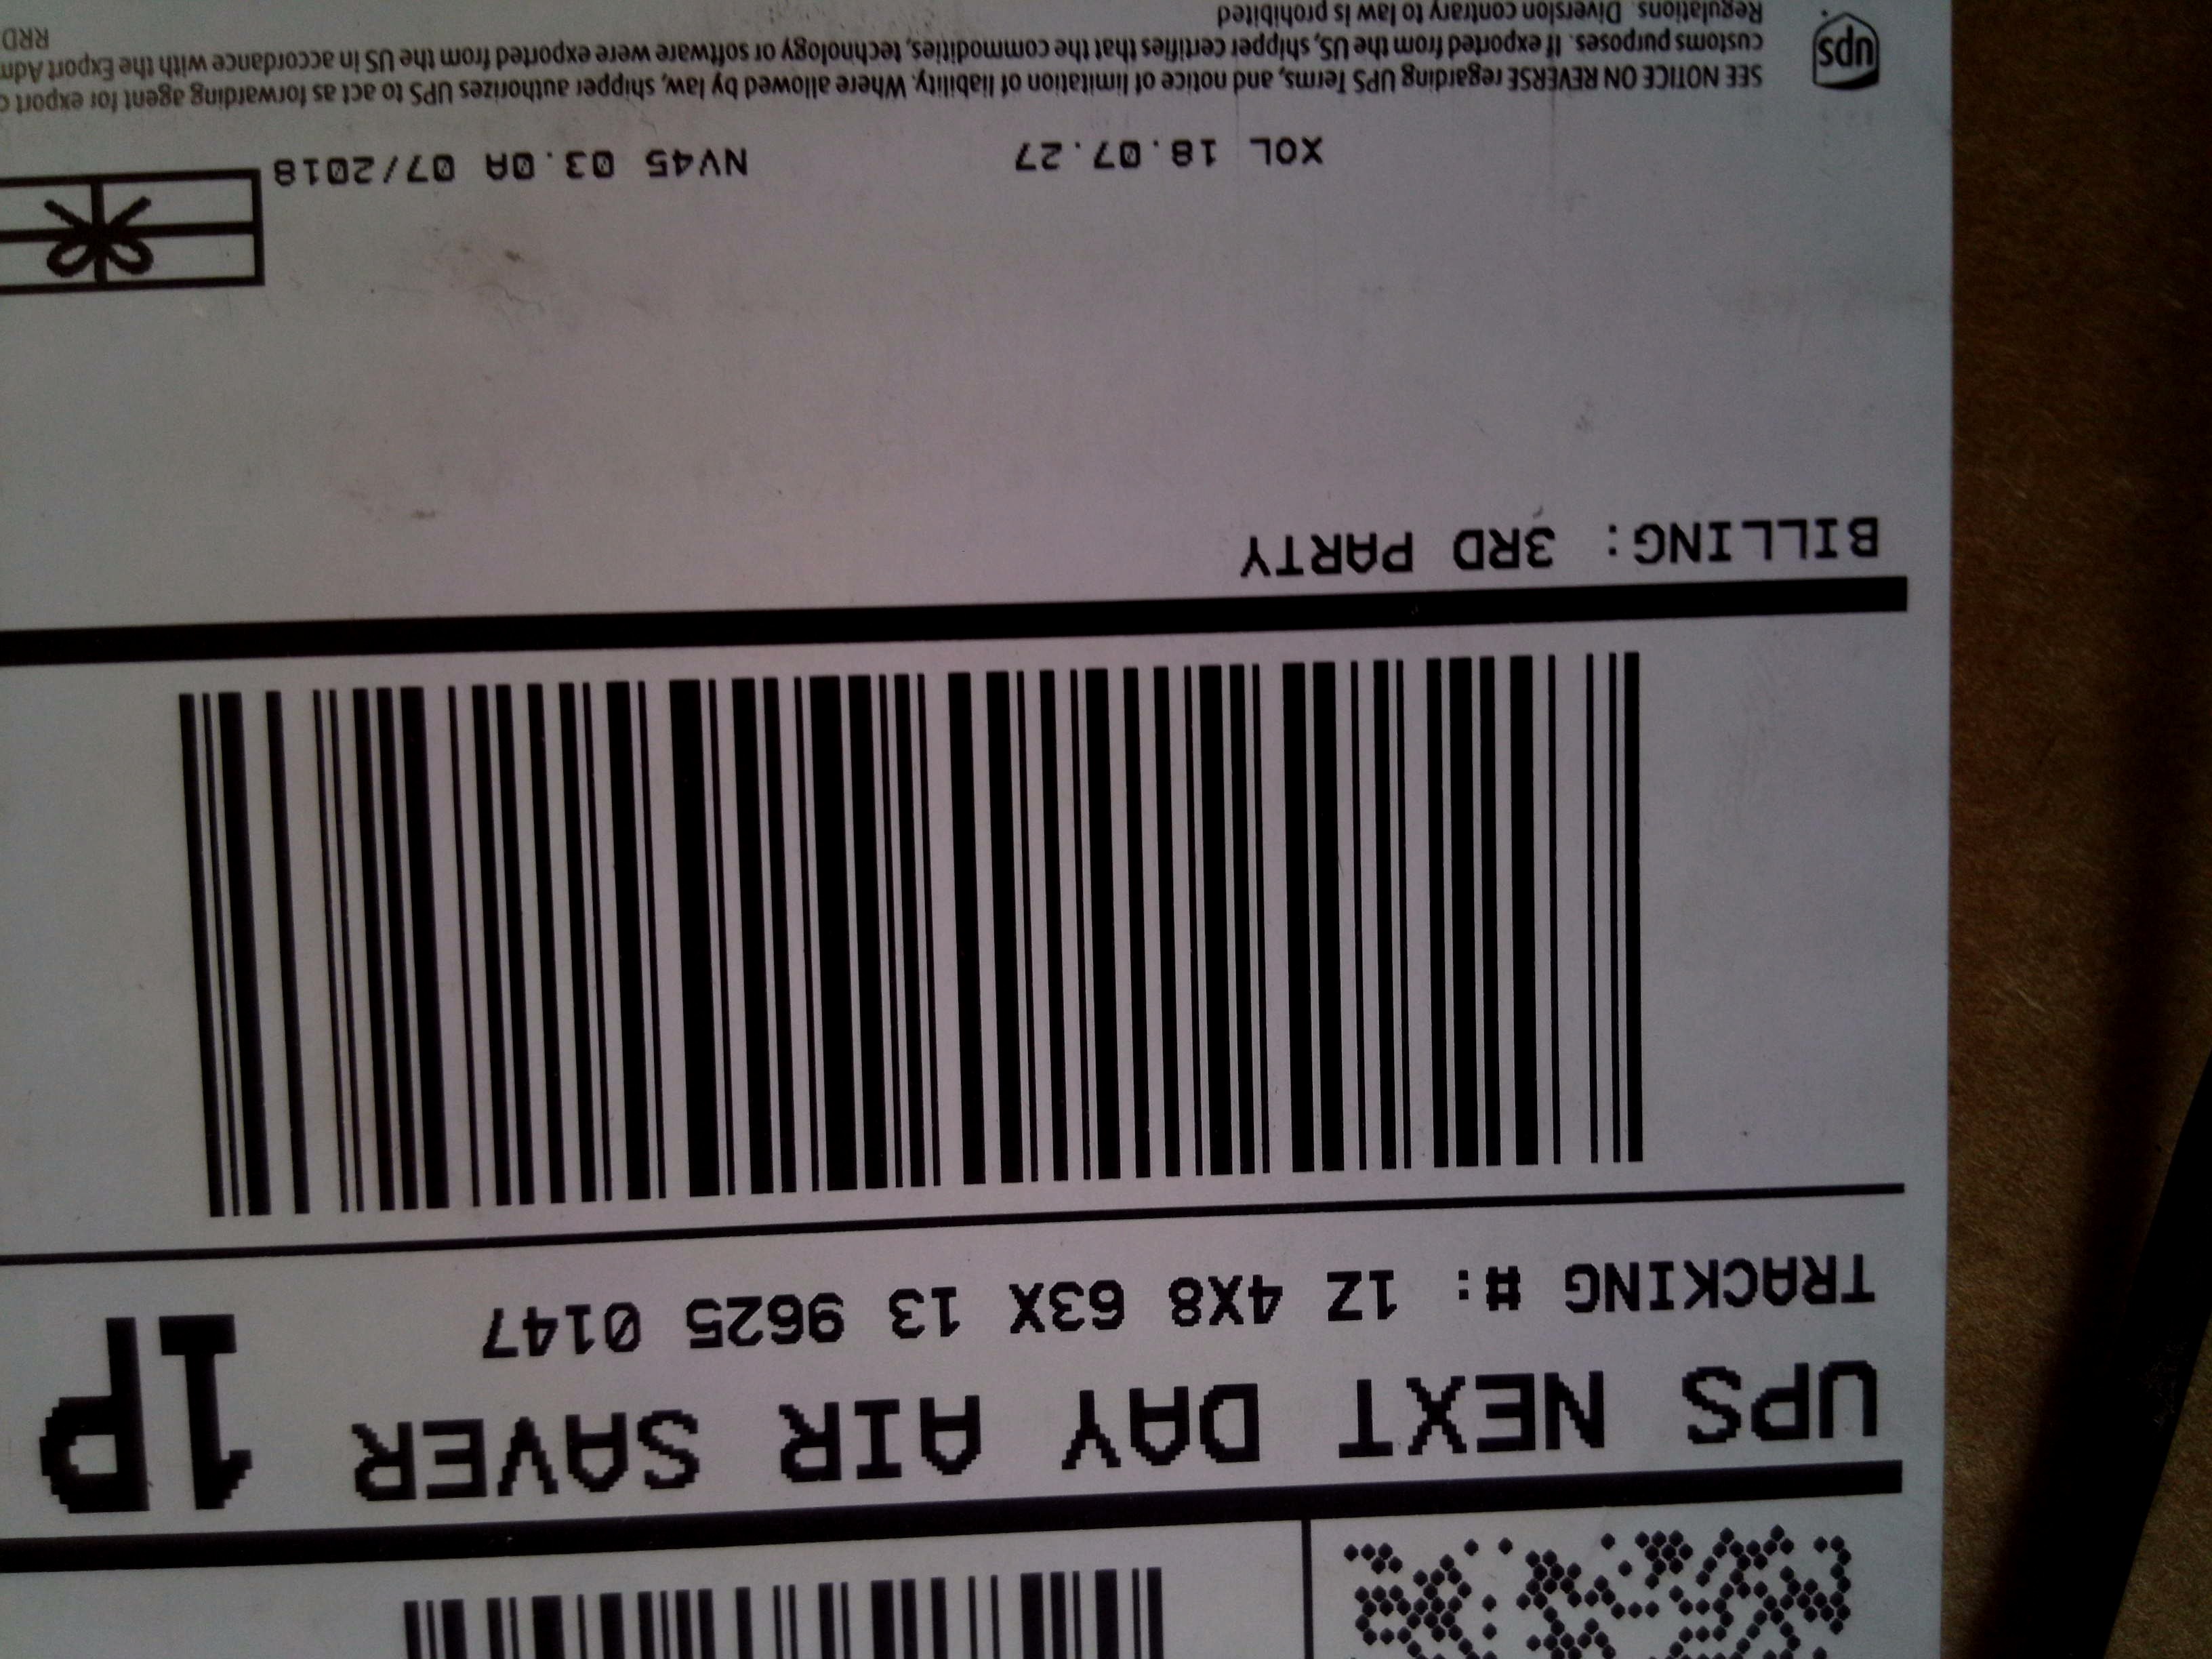 UPS NEXT DAY AIR SAVER 1P
TRACKING #: 1Z 4X8 63X 13 9625 0147
BILLING: 3RD PARTY
XOL 18.07.27 NV45 03.0A 07/2018
ups
SEE NOTICE ON REVERSE regarding UPS Terms, and notice of limitation of liability. Where allowed by law, shipper authorizes UPS to act as forwarding agent for export
customs purposes. If exported from the US, shipper certifies that the commodities, technology or software were exported from the US in accordance with the Export Adm
Regulations. Diversion contrary to law is prohibited
RRD